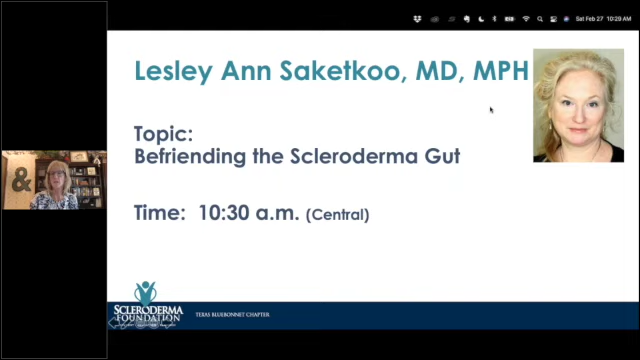 Sat Feb 27 10:29 AM
Lesley Ann Saketkoo, MD, MPH
Topic:
Befriending the Scleroderma Gut
Time: 10:30 a.m. (Central)
&
SCLERODERMA
FOUNDATION
TEXAS BLUEBONNET CHAPTER